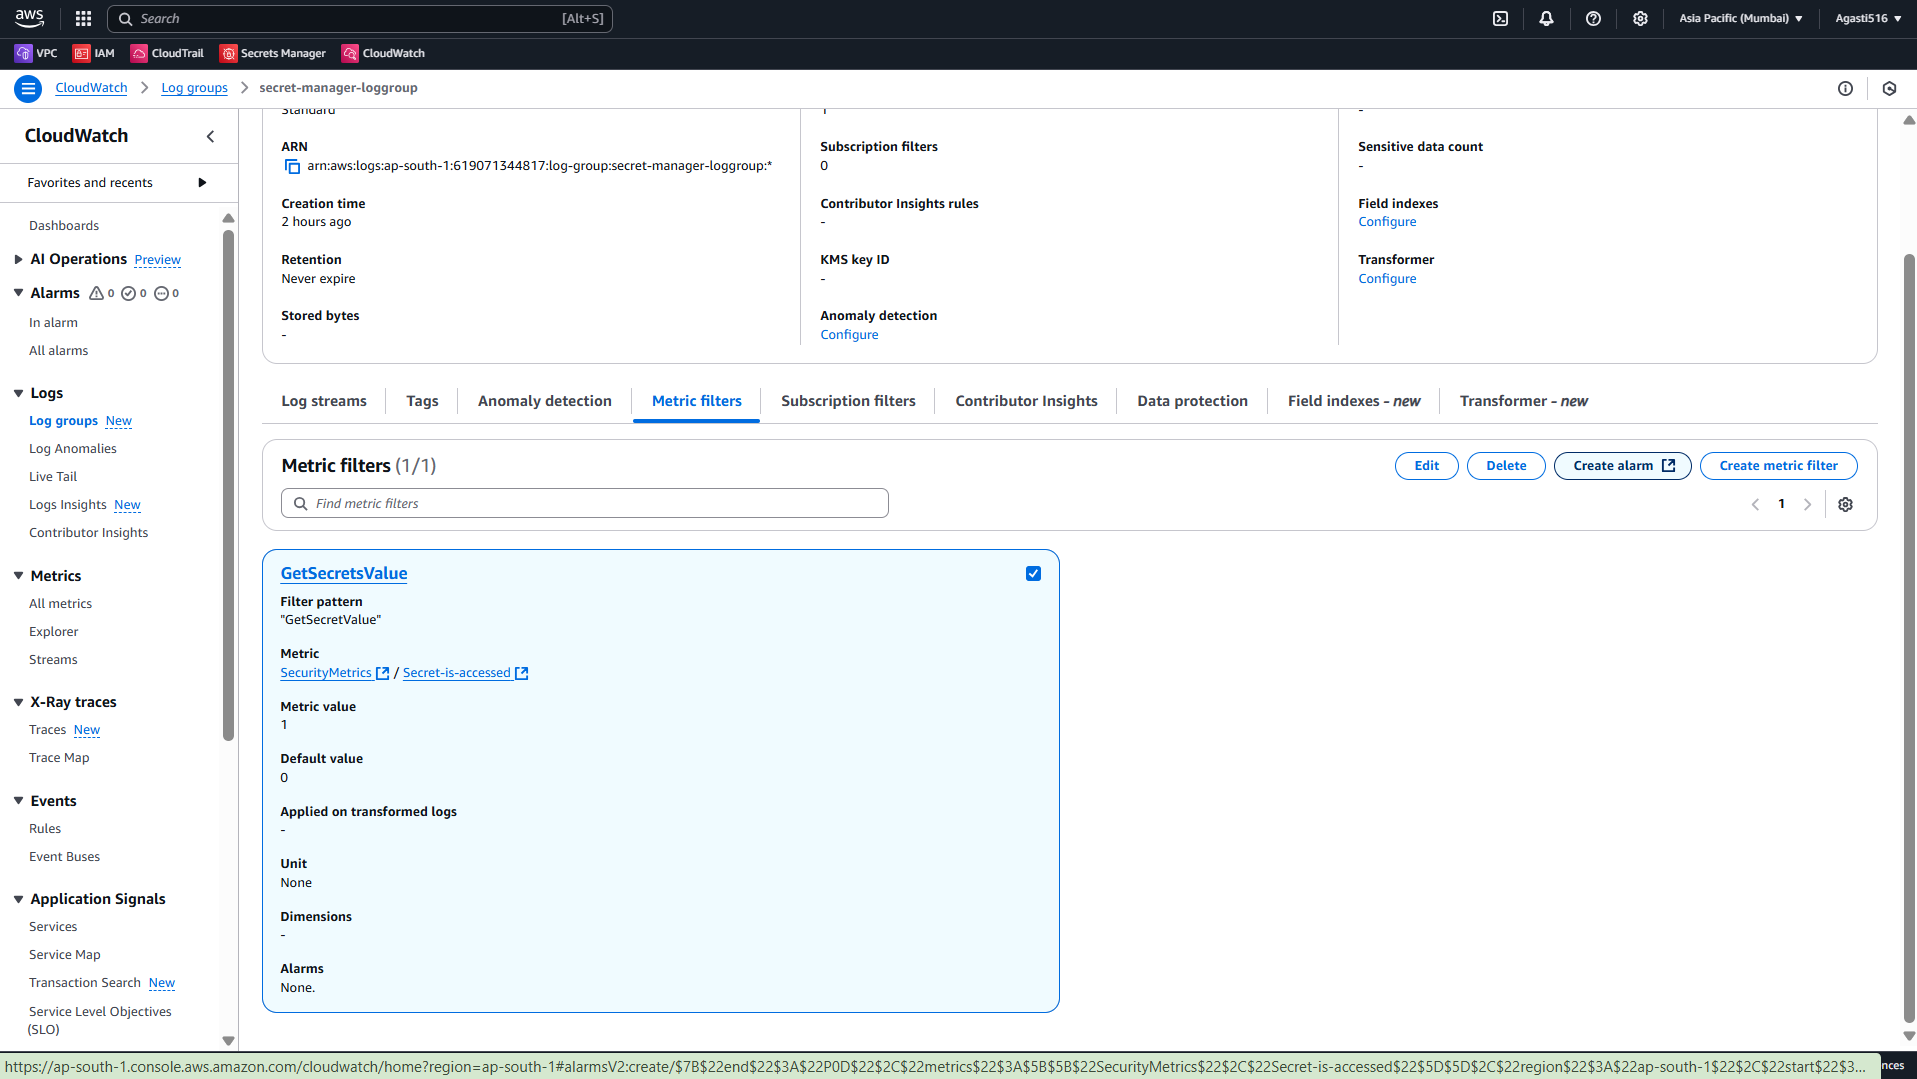 aws
Search [Alt+S]
Asia Pacific (Mumbai) Agasti516
VPC IAM CloudTrail Secrets Manager CloudWatch
CloudWatch Log groups secret-manager-loggroup
CloudWatch
Favorites and recents
Dashboards
AI Operations Preview
Alarms 0 0 0
In alarm
All alarms
Logs
Log groups New
Log Anomalies
Live Tail
Logs Insights New
Contributor Insights
Metrics
All metrics
Explorer
Streams
X-Ray traces
Traces New
Trace Map
Events
Rules
Event Buses
Application Signals
Services
Service Map
Transaction Search New
Service Level Objectives
(SLO)
Standard
ARN
arn:aws:logs:ap-south-1:619071344817:log-group:secret-manager-loggroup:*
Creation time
2 hours ago
Retention
Never expire
Stored bytes
-
1
Subscription filters
0
Contributor Insights rules
-
KMS key ID
-
Anomaly detection
Configure
-
Sensitive data count
-
Field indexes
Configure
Transformer
Configure
Log streams Tags Anomaly detection Metric filters Subscription filters Contributor Insights Data protection Field indexes - new Transformer - new
Metric filters (1/1)
Edit Delete Create alarm Create metric filter
Find metric filters
1
GetSecretsValue
Filter pattern
"GetSecretValue"
Metric
SecurityMetrics / Secret-is-accessed
Metric value
1
Default value
0
Applied on transformed logs
-
Unit
None
Dimensions
-
Alarms
None.
https://ap-south-1.console.aws.amazon.com/cloudwatch/home?region=ap-south-1#alarmsV2:create/$7B$22end$22$3A$22P0D$22$2C$22metrics$22$3A$5B$5B$22SecurityMetrics$22$2C$22Secret-is-accessed$22$5D$5D$2C$22region$22$3A$22ap-south-1$22$2C$22start$22$3...
nces